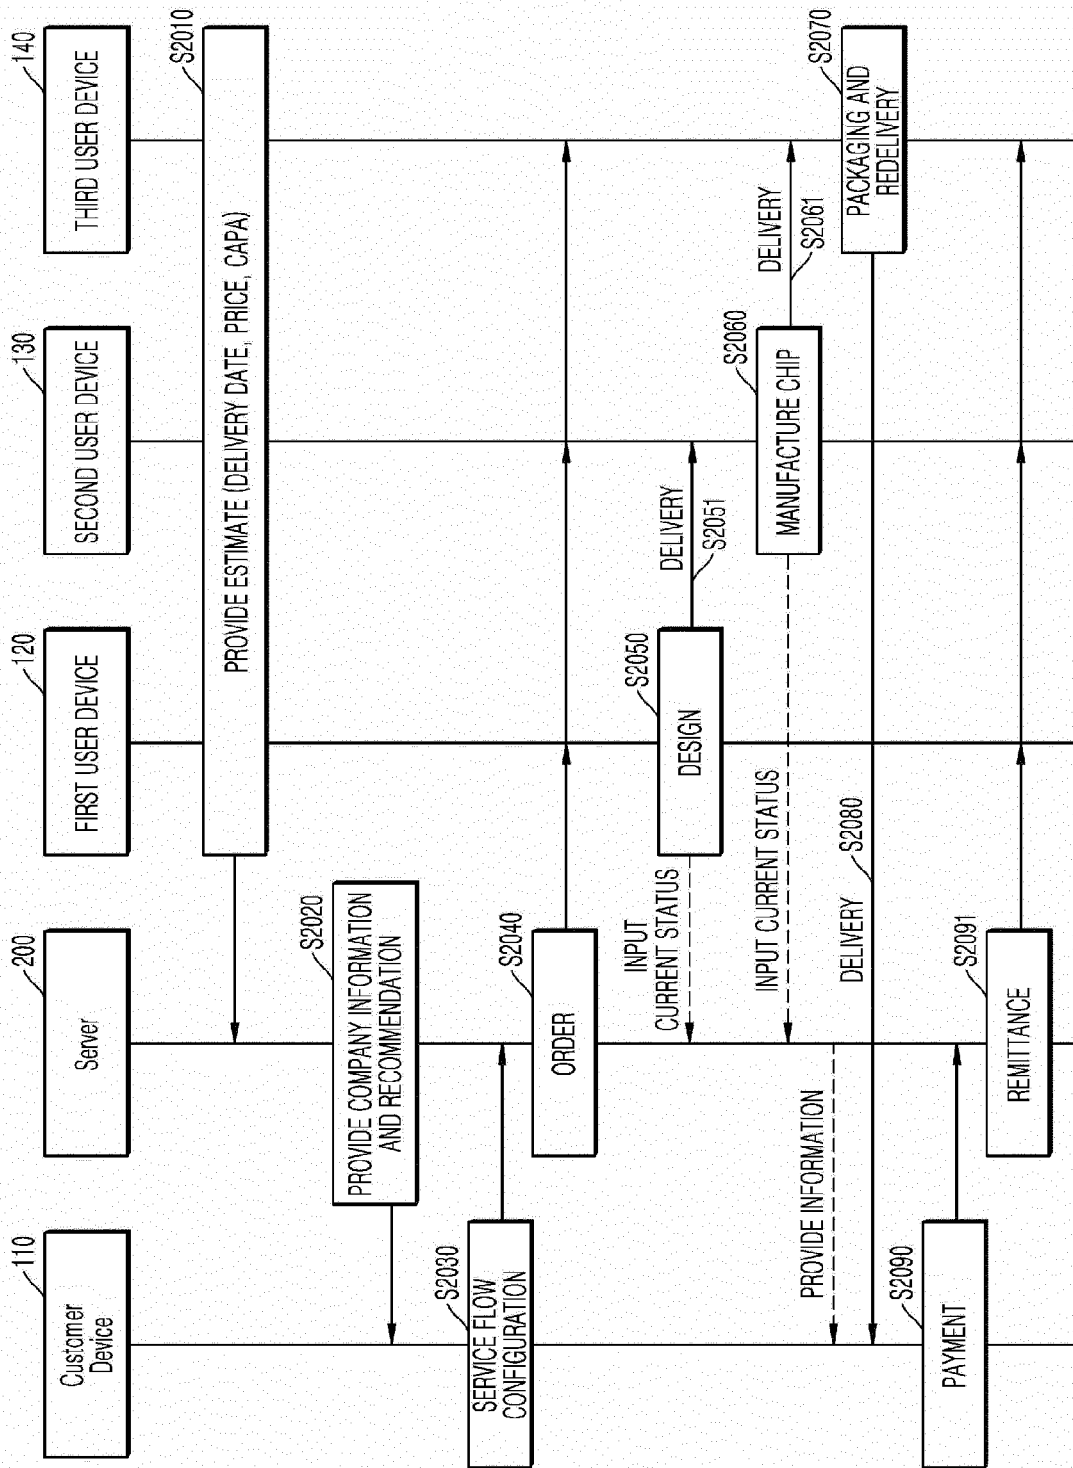 110
Customer
Device
200
Server
120
FIRST USER DEVICE
130
SECOND USER DEVICE
140
THIRD USER DEVICE
S2010
PROVIDE ESTIMATE (DELIVERY DATE, PRICE, CAPA)
S2020
PROVIDE COMPANY INFORMATION
AND RECOMMENDATION
S2030
SERVICE FLOW
CONFIGURATION
S2040
ORDER
INPUT
CURRENT STATUS
S2050
DESIGN
DELIVERY
S2051
INPUT CURRENT STATUS
S2060
MANUFACTURE CHIP
DELIVERY
S2061
PROVIDE INFORMATION
DELIVERY
S2080
S2070
PACKAGING AND
REDELIVERY
S2090
PAYMENT
S2091
REMITTANCE